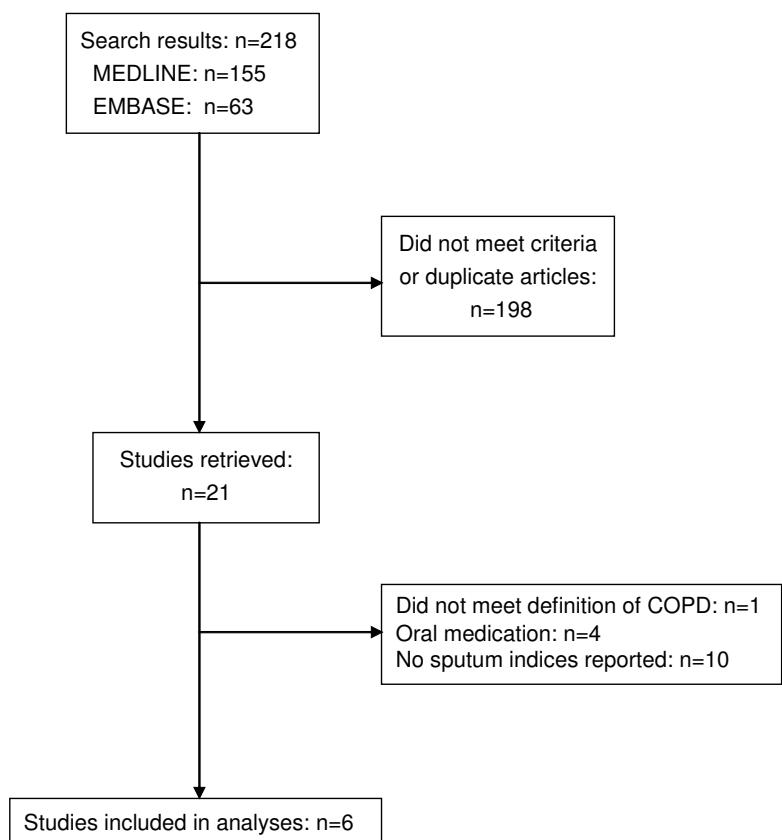 Search results: n=218
MEDLINE: n=155
EMBASE: n=63
Did not meet criteria
or duplicate articles:
n=198
Studies retrieved:
n=21
Did not meet definition of COPD: n=1
Oral medication: n=4
No sputum indices reported: n=10
Studies included in analyses: n=6